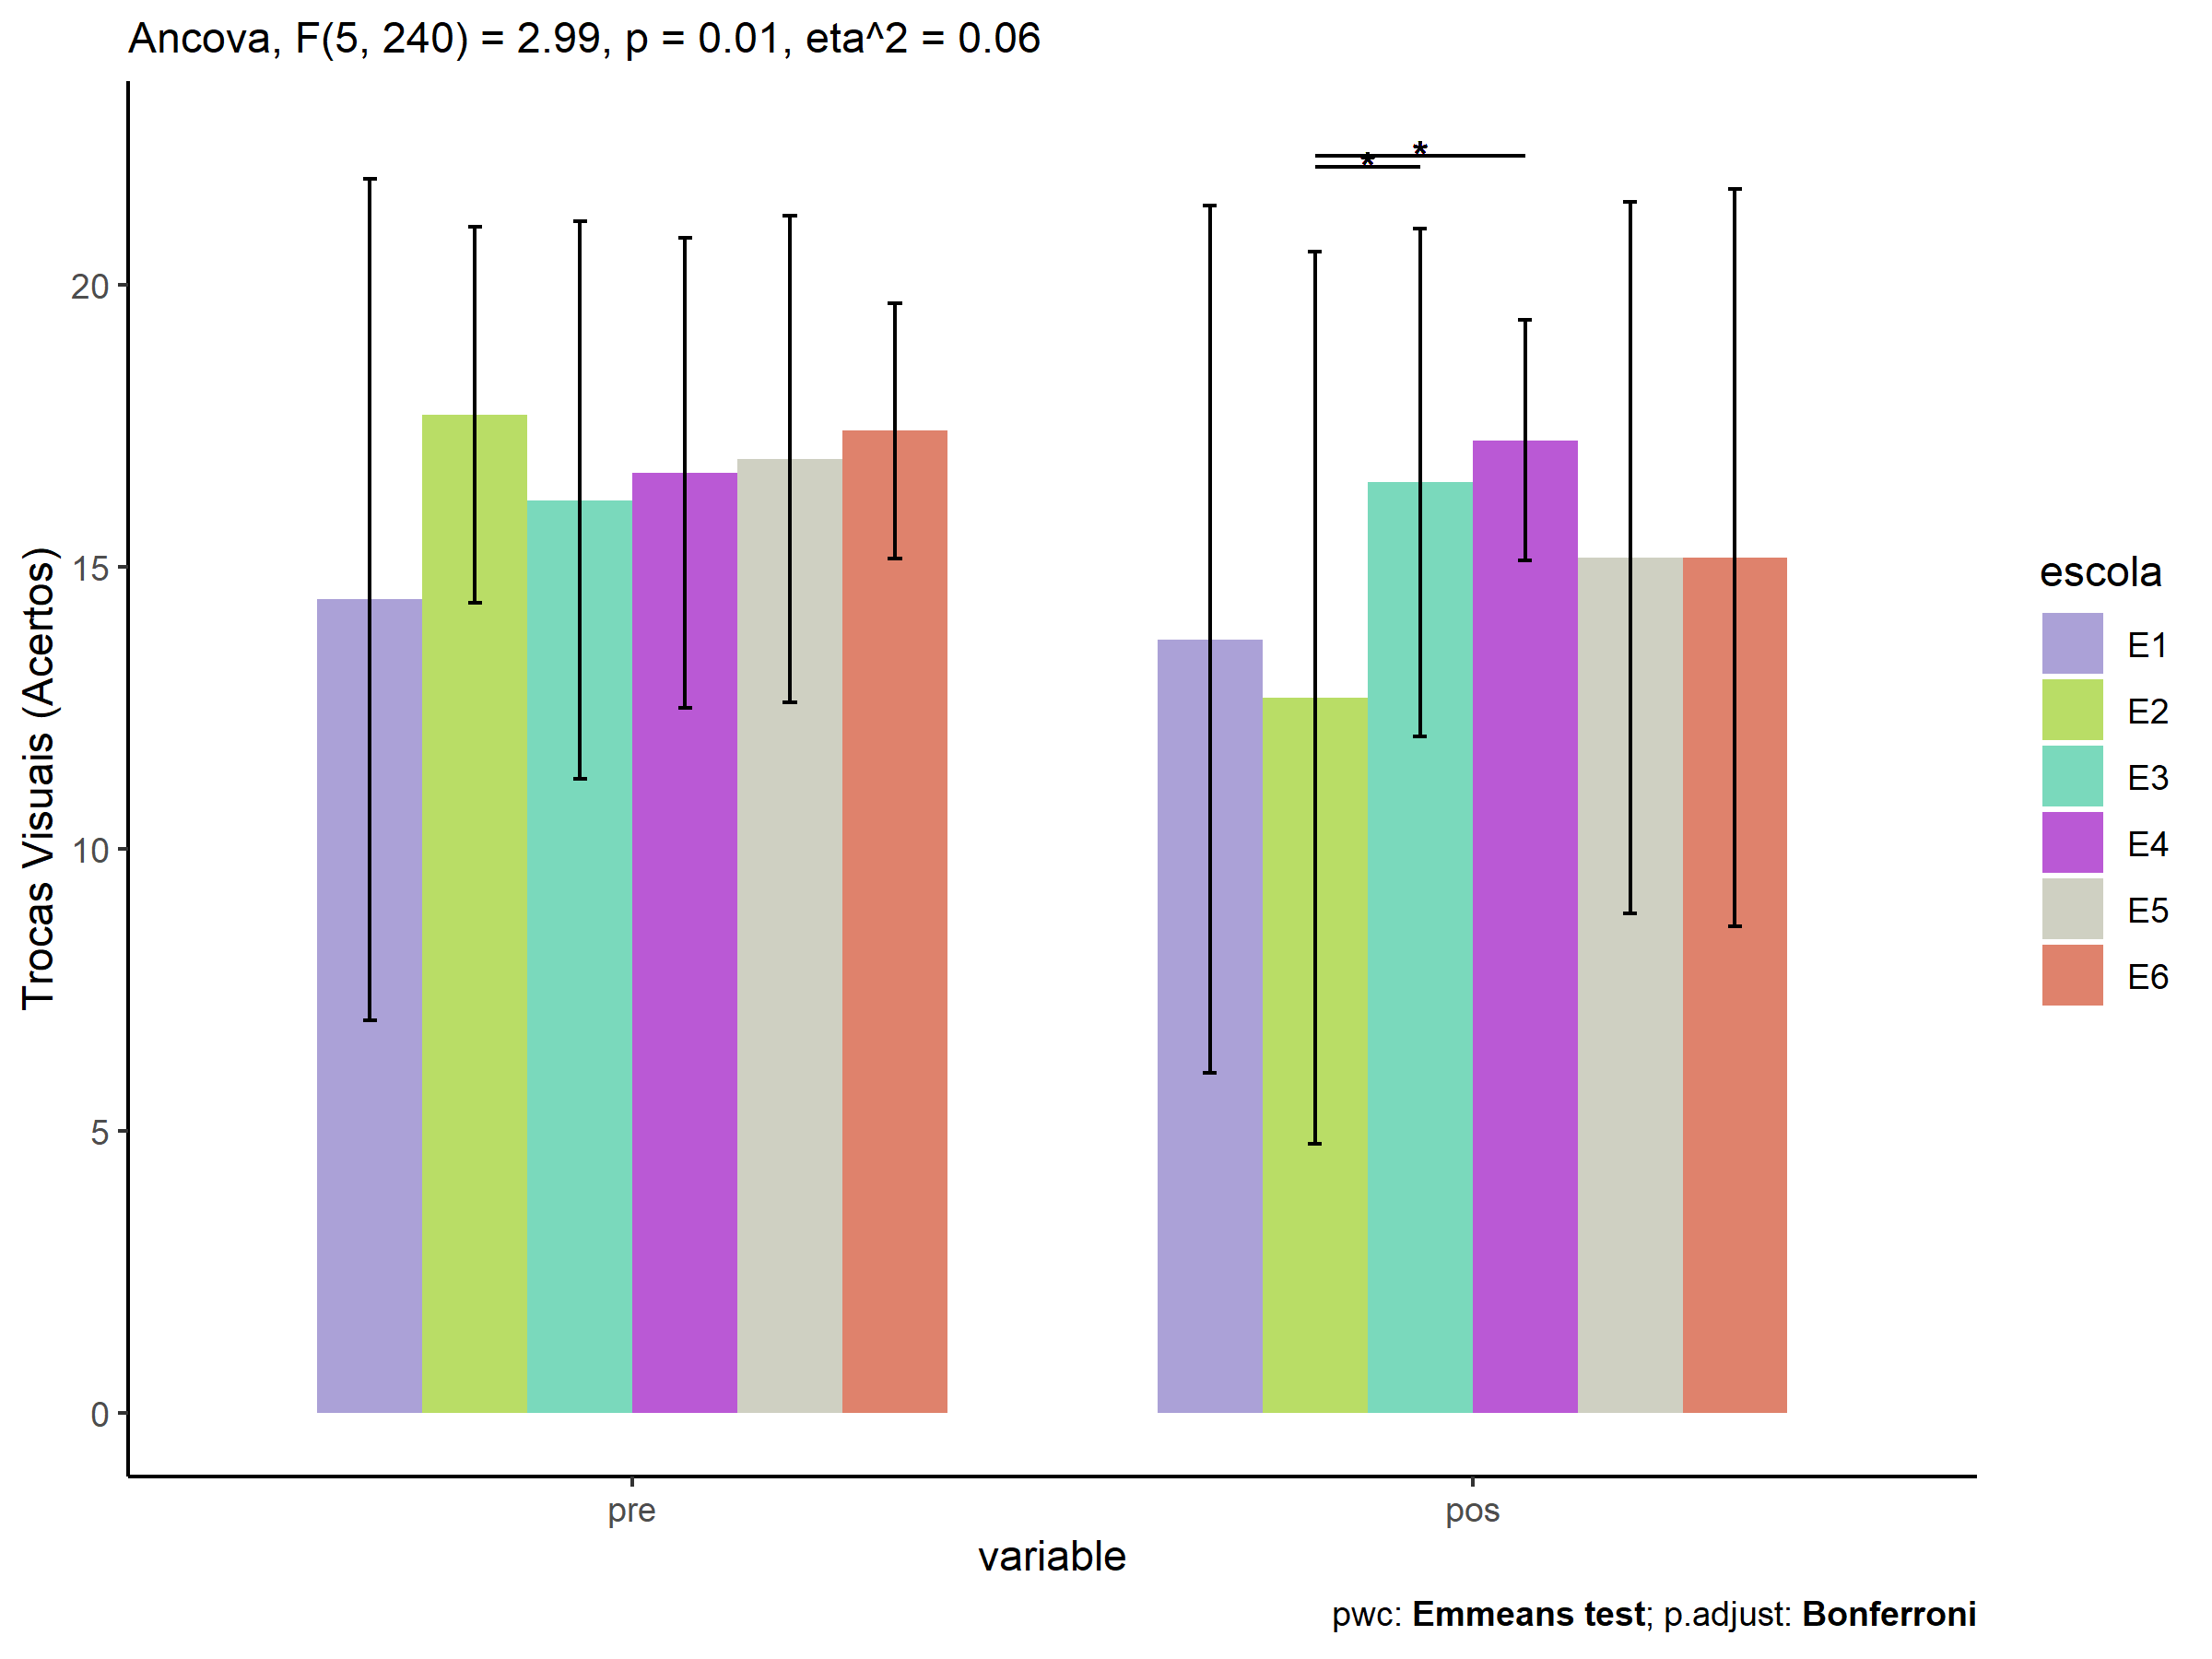 Ancova, F(5, 240) = 2.99, p = 0.01, eta^2 = 0.06
Trocas Visuais (Acertos)
20
15
10
5
0
*
*
pre
pos
variable
escola
E1
E2
E3
E4
E5
E6
pwc: Emmeans test; p.adjust: Bonferroni